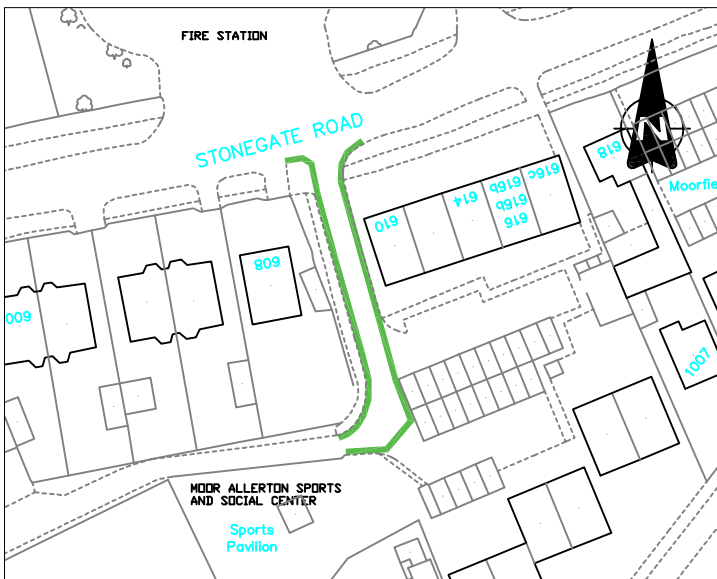 FIRE STATION
STONEGATE ROAD
N
618
Moorfie
616c
616b
616b
616
614
610
608
600
1007
MOOR ALLERTON SPORTS
AND SOCIAL CENTER
Sports
Pavilion